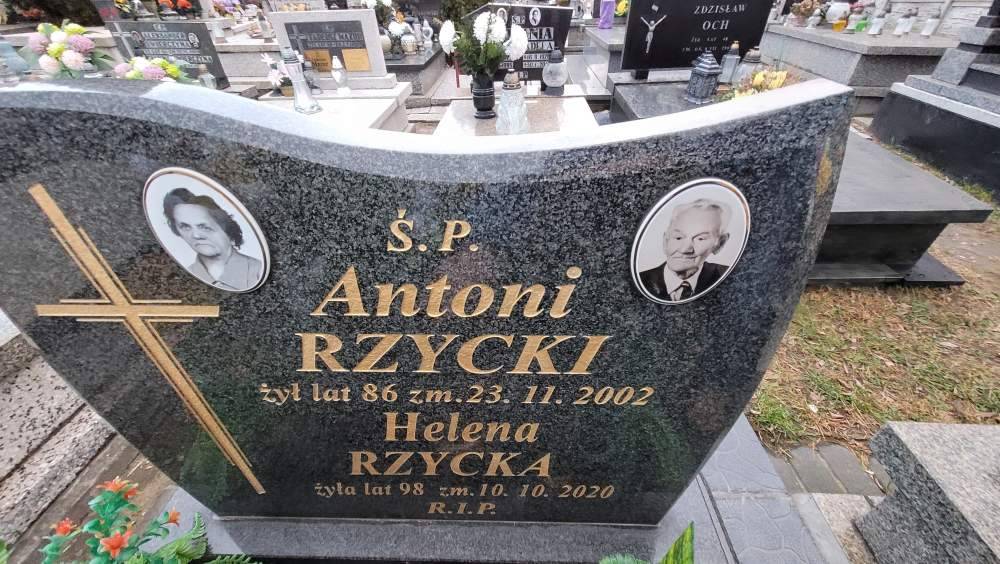 ZDZISŁAW
OCH
Ś. P.
Antoni
RZYCKI
żył lat 86 zm. 23. 11. 2002
Helena
RZYCKA
żyła lat 98 zm. 10. 10. 2020
R.I.P.